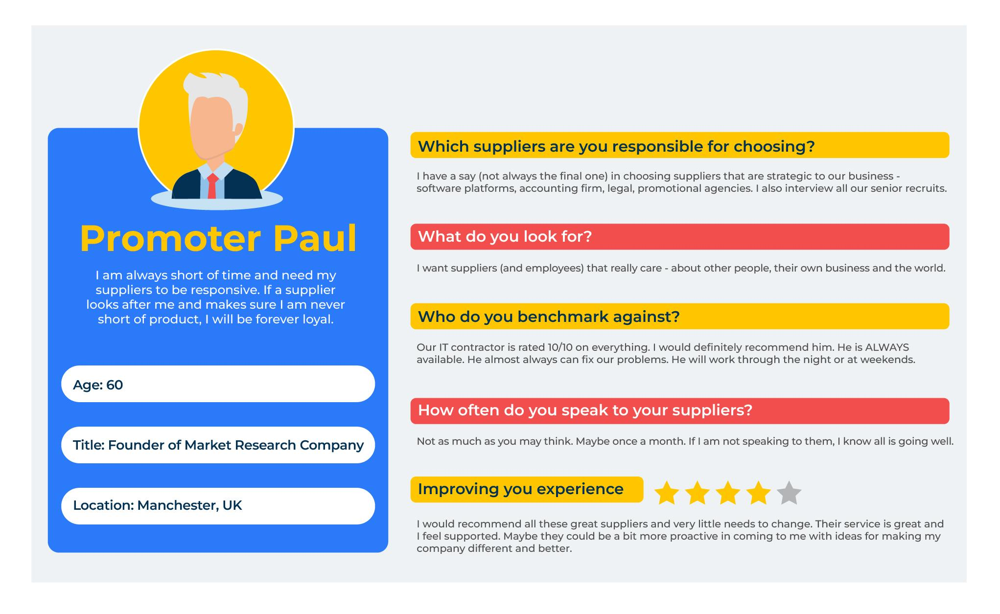 Promoter Paul
I am always short of time and need my
suppliers to be responsive. If a supplier
looks after me and makes sure I am never
short of product, I will be forever loyal.
Age: 60
Title: Founder of Market Research Company
Location: Manchester, UK
Which suppliers are you responsible for choosing?
I have a say (not always the final one) in choosing suppliers that are strategic to our business -
software platforms, accounting firm, legal, promotional agencies. I also interview all our senior recruits.
What do you look for?
I want suppliers (and employees) that really care - about other people, their own business and the world.
Who do you benchmark against?
Our IT contractor is rated 10/10 on everything. I would definitely recommend him. He is ALWAYS
available. He almost always can fix our problems. He will work through the night or at weekends.
How often do you speak to your suppliers?
Not as much as you may think. Maybe once a month. If I am not speaking to them, I know all is going well.
Improving you experience
I would recommend all these great suppliers and very little needs to change. Their service is great and
I feel supported. Maybe they could be a bit more proactive in coming to me with ideas for making my
company different and better.